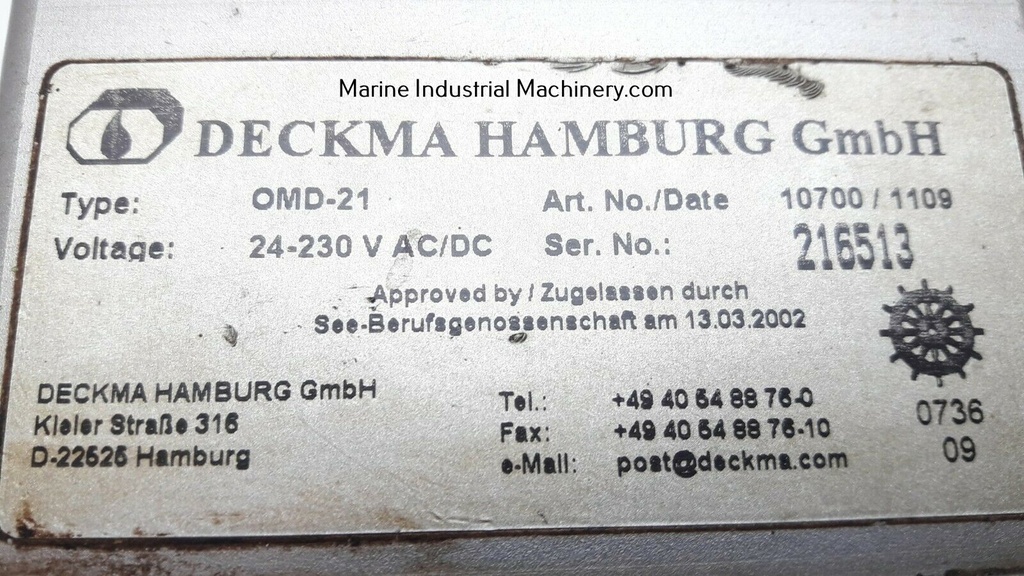 Marine Industrial Machinery.com
DECKMA HAMBURG GmbH
Type: OMD-21 Art. No./Date 10700 / 1109
Voltage: 24-230 V AC/DC Ser. No.: 216513
Approved by / Zugelassen durch
See-Berufsgenossenschaft am 13.03.2002
DECKMA HAMBURG GmbH
Kieler Straße 316
D-22525 Hamburg
Tel.: +49 40 54 88 76-0
Fax: +49 40 54 88 76-10
e-Mail: post@deckma.com
0736
09